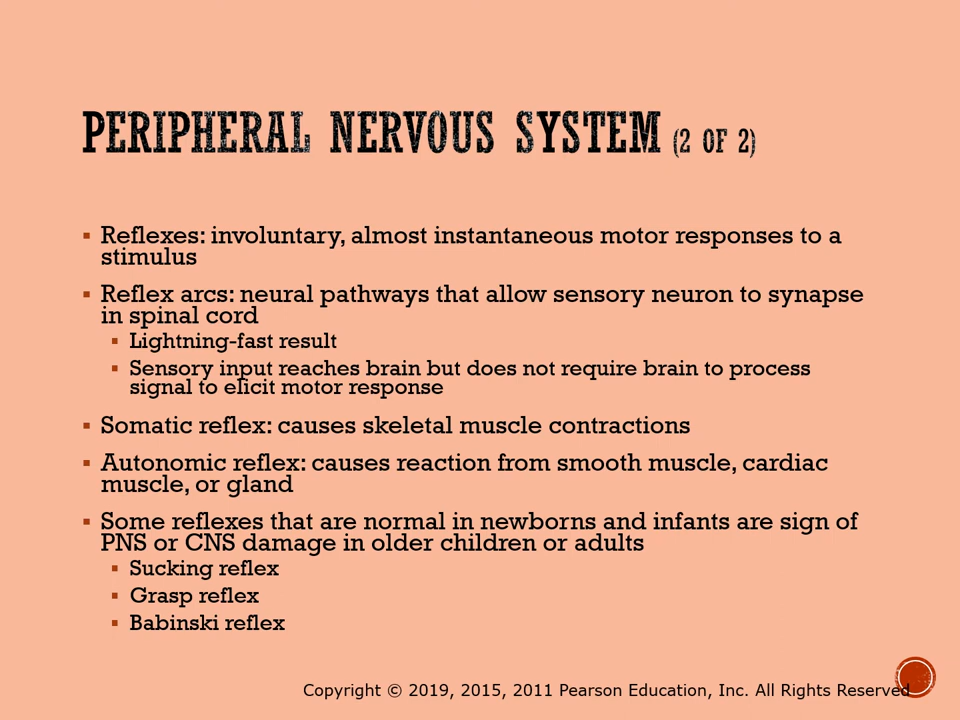 PERIPHERAL NERVOUS SYSTEM (2 OF 2)
▪ Reflexes: involuntary, almost instantaneous motor responses to a
stimulus
▪ Reflex arcs: neural pathways that allow sensory neuron to synapse
in spinal cord
▪ Lightning-fast result
▪ Sensory input reaches brain but does not require brain to process
signal to elicit motor response
▪ Somatic reflex: causes skeletal muscle contractions
▪ Autonomic reflex: causes reaction from smooth muscle, cardiac
muscle, or gland
▪ Some reflexes that are normal in newborns and infants are sign of
PNS or CNS damage in older children or adults
▪ Sucking reflex
▪ Grasp reflex
▪ Babinski reflex
Copyright © 2019, 2015, 2011 Pearson Education, Inc. All Rights Reserved